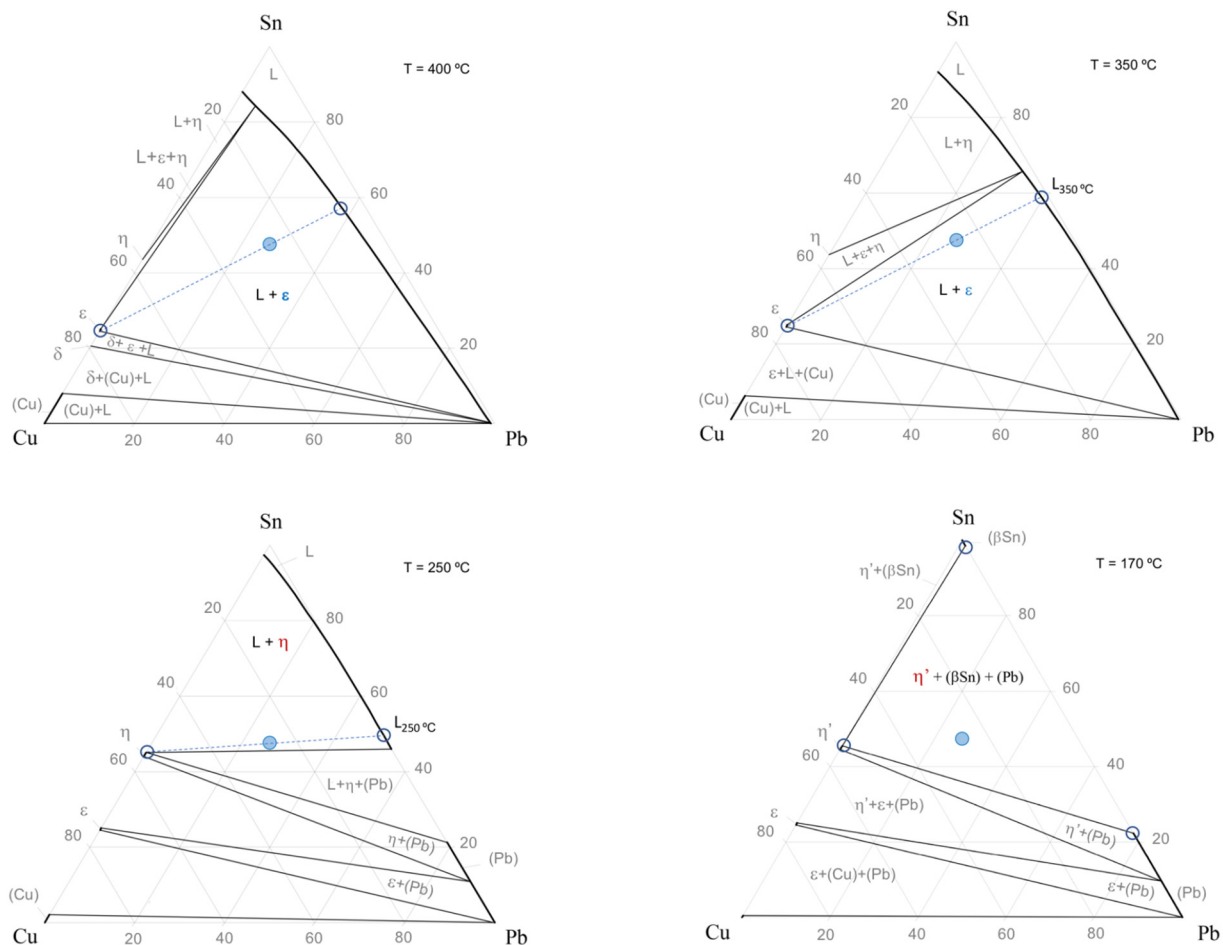 Sn
T = 400 ºC
L
20
80
L+η
L+ε+η
40
60
η
60
40
L + ε
ε
80
δ+ ε +L
20
δ
δ+(Cu)+L
(Cu)
(Cu)+L
Cu
20
40
60
80
Pb
Sn
T = 350 ºC
L
20
80
L+η
40
L350 ºC
η
60
L+ε+η
40
L + ε
ε
80
20
ε+L+(Cu)
(Cu)
(Cu)+L
Cu
20
40
60
80
Pb
Sn
L
T = 250 ºC
20
80
L + η
40
60
η
L250 ºC
60
40
L+η+(Pb)
ε
80
η+(Pb)
20
(Pb)
ε+(Pb)
(Cu)
Cu
20
40
60
80
Pb
Sn
(βSn)
T = 170 ºC
η’+(βSn)
20
80
40
η’ + (βSn) + (Pb)
60
η’
60
40
η’+ε+(Pb)
ε
80
η’+(Pb)
20
ε+(Cu)+(Pb)
ε+(Pb)
(Pb)
Cu
20
40
60
80
Pb